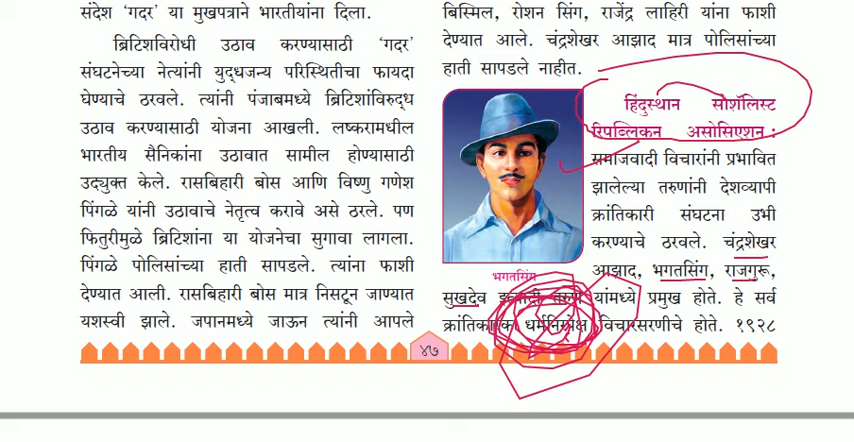 संदेश ‘गदर’ या मुखपत्राने भारतीयांना दिला.
ब्रिटिशविरोधी उठाव करण्यासाठी ‘गदर’
संघटनेच्या नेत्यांनी युद्धजन्य परिस्थितीचा फायदा
घेण्याचे ठरवले. त्यांनी पंजाबमध्ये ब्रिटिशांविरुद्ध
उठाव करण्यासाठी योजना आखली. लष्करामधील
भारतीय सैनिकांना उठावात सामील होण्यासाठी
उद्युक्त केले. रासबिहारी बोस आणि विष्णु गणेश
पिंगळे यांनी उठावाचे नेतृत्व करावे असे ठरले. पण
फितुरीमुळे ब्रिटिशांना या योजनेचा सुगावा लागला.
पिंगळे पोलिसांच्या हाती सापडले. त्यांना फाशी
देण्यात आली. रासबिहारी बोस मात्र निसटून जाण्यात
यशस्वी झाले. जपानमध्ये जाऊन त्यांनी आपले
बिस्मिल, रोशन सिंग, राजेंद्र लाहिरी यांना फाशी
देण्यात आले. चंद्रशेखर आझाद मात्र पोलिसांच्या
हाती सापडले नाहीत.
हिंदुस्थान सोशॅलिस्ट
रिपब्लिकन असोसिएशन :
समाजवादी विचारांनी प्रभावित
झालेल्या तरुणांनी देशव्यापी
क्रांतिकारी संघटना उभी
करण्याचे ठरवले. चंद्रशेखर
आझाद, भगतसिंग, राजगुरू,
भगतसिंग
सुखदेव यांमध्ये प्रमुख होते. हे सर्व
धर्मनिरपेक्ष विचारसरणीचे होते. १९२८
४७